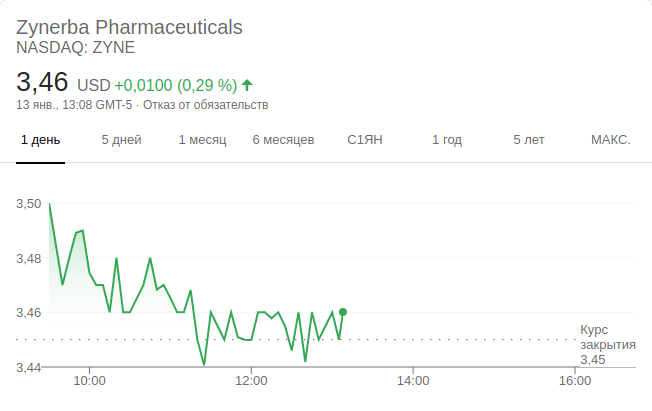 Zynerba Pharmaceuticals
NASDAQ: ZYNE
3,46 USD +0,0100 (0,29 %)
13 янв., 13:08 GMT-5 · Отказ от обязательств
1 день 5 дней 1 месяц 6 месяцев С1ЯН 1 год 5 лет МАКС.
3,50
3,48
3,46
Курс
закрытия
3,45
3,44
10:00 12:00 14:00 16:00